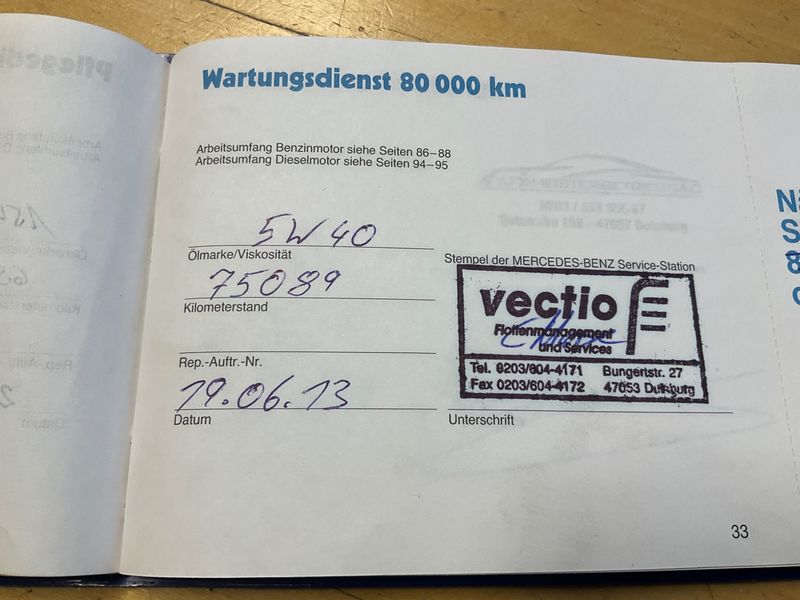 Wartungsdienst 80 000 km
Arbeitsumfang Benzinmotor siehe Seiten 86–88
Arbeitsumfang Dieselmotor siehe Seiten 94–95
5W40
Ölmarke/Viskosität
75089
Kilometerstand
Rep.-Auftr.-Nr.
19.06.13
Datum
Stempel der MERCEDES-BENZ Service-Station
vectio
Flottenmanagement
und Services
Tel. 0203/604-4171 Bungertstr. 27
Fax 0203/604-4172 47053 Duisburg
Unterschrift
33